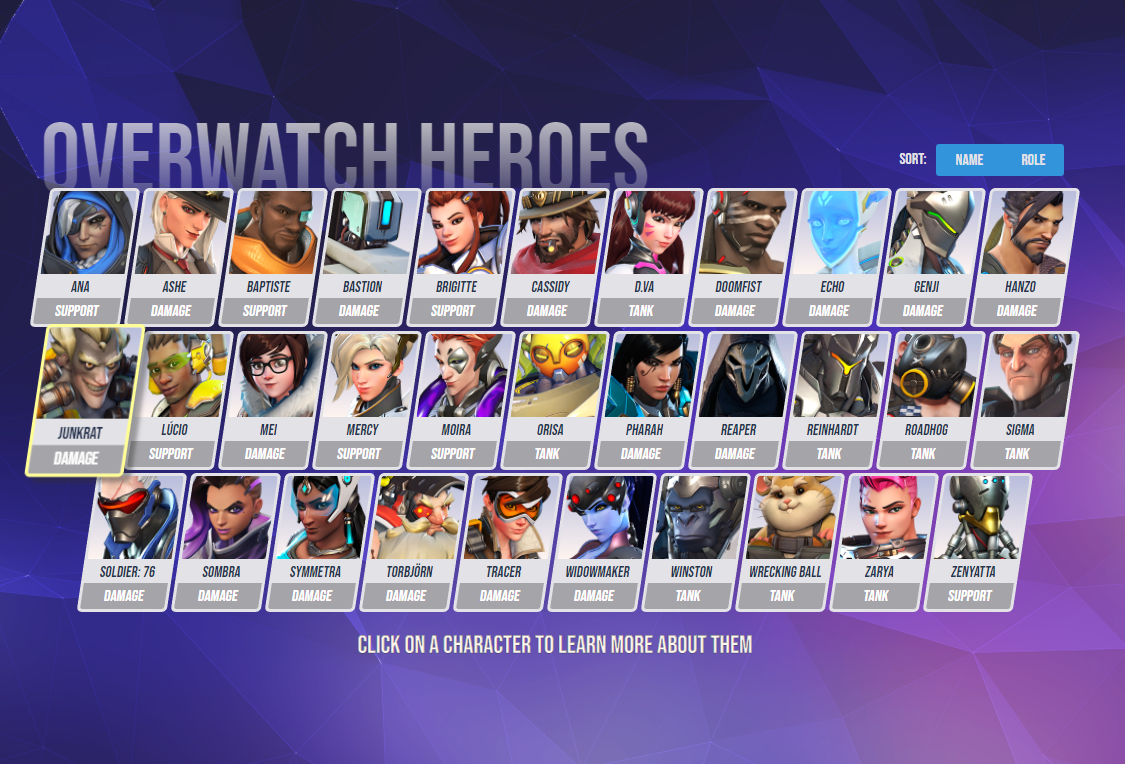 OVERWATCH HEROES
SORT: NAME ROLE
ANA ASHE BAPTISTE BASTION BRIGITTE CASSIDY D.VA DOOMFIST ECHO GENJI HANZO
SUPPORT DAMAGE SUPPORT DAMAGE SUPPORT DAMAGE TANK DAMAGE DAMAGE DAMAGE DAMAGE
JUNKRAT LÚCIO MEI MERCY MOIRA ORISA PHARAH REAPER REINHARDT ROADHOG SIGMA
DAMAGE SUPPORT DAMAGE SUPPORT SUPPORT TANK DAMAGE DAMAGE TANK TANK TANK
SOLDIER: 76 SOMBRA SYMMETRA TORBJÖRN TRACER WIDOWMAKER WINSTON WRECKING BALL ZARYA ZENYATTA
DAMAGE DAMAGE DAMAGE DAMAGE DAMAGE DAMAGE TANK TANK TANK SUPPORT
CLICK ON A CHARACTER TO LEARN MORE ABOUT THEM